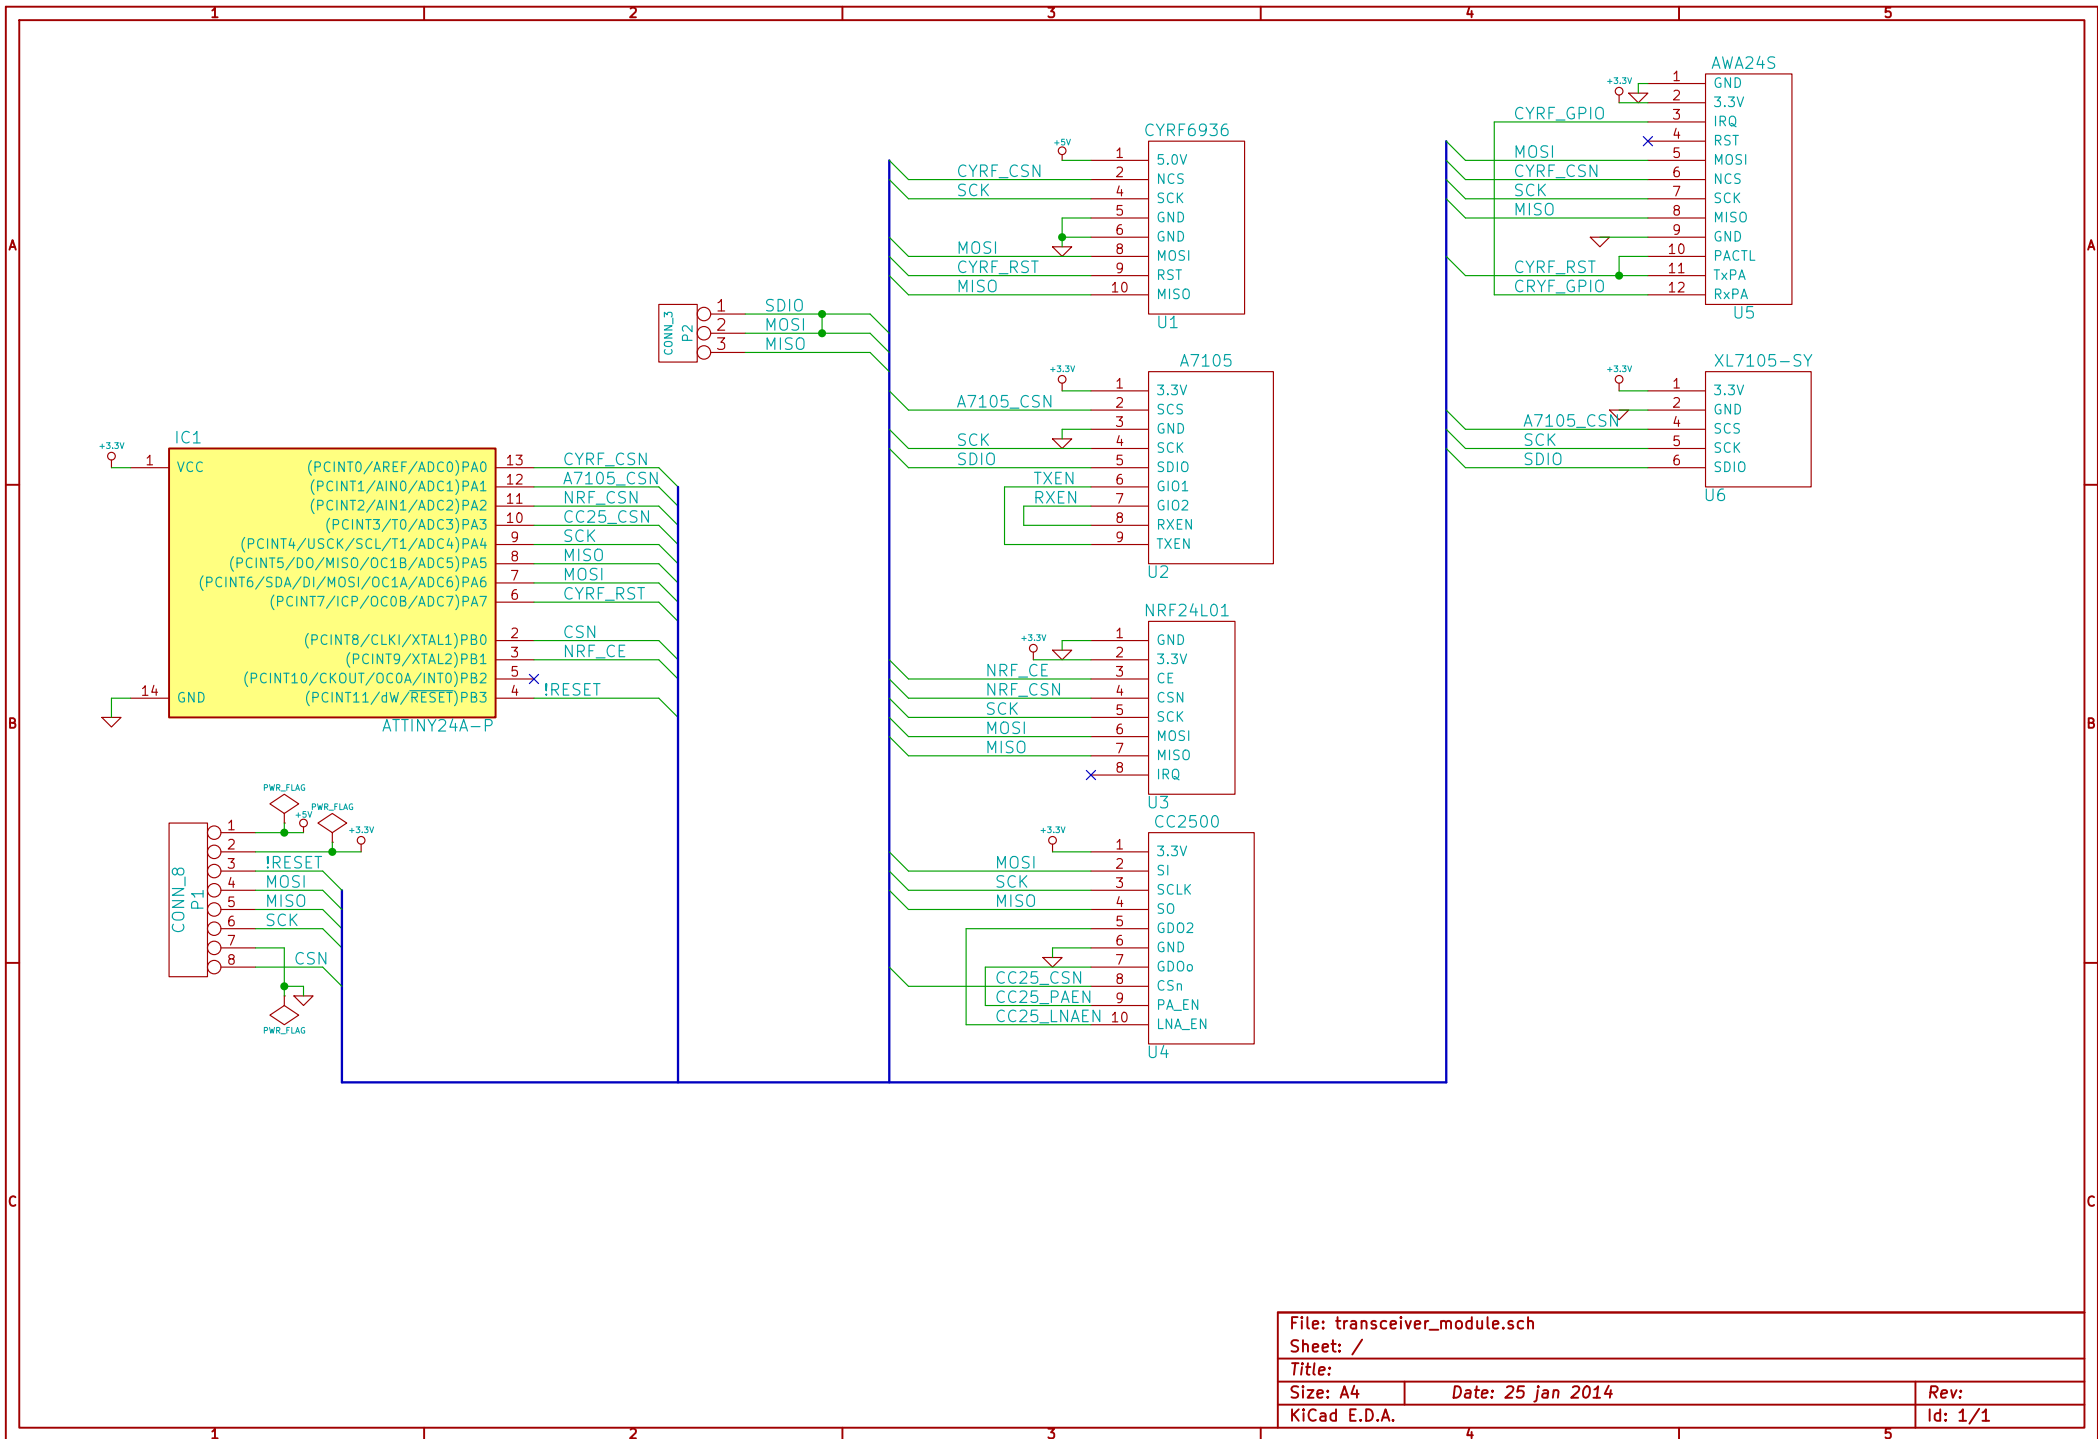 1 2 3 4 5
A A
B B
C C
1 2 3 4 5
IC1
+3.3V
1 VCC
14 GND
(PCINT0/AREF/ADC0)PA0 13 CYRF_CSN
(PCINT1/AIN0/ADC1)PA1 12 A7105_CSN
(PCINT2/AIN1/ADC2)PA2 11 NRF_CSN
(PCINT3/T0/ADC3)PA3 10 CC25_CSN
(PCINT4/USCK/SCL/T1/ADC4)PA4 9 SCK
(PCINT5/DO/MISO/OC1B/ADC5)PA5 8 MISO
(PCINT6/SDA/DI/MOSI/OC1A/ADC6)PA6 7 MOSI
(PCINT7/ICP/OC0B/ADC7)PA7 6 CYRF_RST
(PCINT8/CLKI/XTAL1)PB0 2 CSN
(PCINT9/XTAL2)PB1 3 NRF_CE
(PCINT10/CKOUT/OC0A/INT0)PB2 5
(PCINT11/dW/RESET)PB3 4 !RESET
ATTINY24A-P
PWR_FLAG
PWR_FLAG
+5V
+3.3V
CONN_8
P1
1
2
3 !RESET
4 MOSI
5 MISO
6 SCK
7
8 CSN
PWR_FLAG
CONN_3
P2
1 SDIO
2 MOSI
3 MISO
CYRF6936
+5V
1 5.0V
CYRF_CSN 2 NCS
SCK 4 SCK
5 GND
6 GND
MOSI 8 MOSI
CYRF_RST 9 RST
MISO 10 MISO
U1
A7105
+3.3V
1 3.3V
A7105_CSN 2 SCS
3 GND
SCK 4 SCK
SDIO 5 SDIO
TXEN 6 GIO1
RXEN 7 GIO2
8 RXEN
9 TXEN
U2
NRF24L01
+3.3V
1 GND
2 3.3V
NRF_CE 3 CE
NRF_CSN 4 CSN
SCK 5 SCK
MOSI 6 MOSI
MISO 7 MISO
8 IRQ
U3
CC2500
+3.3V
1 3.3V
MOSI 2 SI
SCK 3 SCLK
MISO 4 SO
5 GDO2
6 GND
7 GDOo
CC25_CSN 8 CSn
CC25_PAEN 9 PA_EN
CC25_LNAEN 10 LNA_EN
U4
AWA24S
+3.3V
1 GND
2 3.3V
CYRF_GPIO 3 IRQ
4 RST
MOSI 5 MOSI
CYRF_CSN 6 NCS
SCK 7 SCK
MISO 8 MISO
9 GND
10 PACTL
CYRF_RST 11 TxPA
CRYF_GPIO 12 RxPA
U5
XL7105-SY
+3.3V
1 3.3V
2 GND
A7105_CSN 4 SCS
SCK 5 SCK
SDIO 6 SDIO
U6
File: transceiver_module.sch
Sheet: /
Title:
Size: A4 Date: 25 jan 2014 Rev:
KiCad E.D.A. Id: 1/1